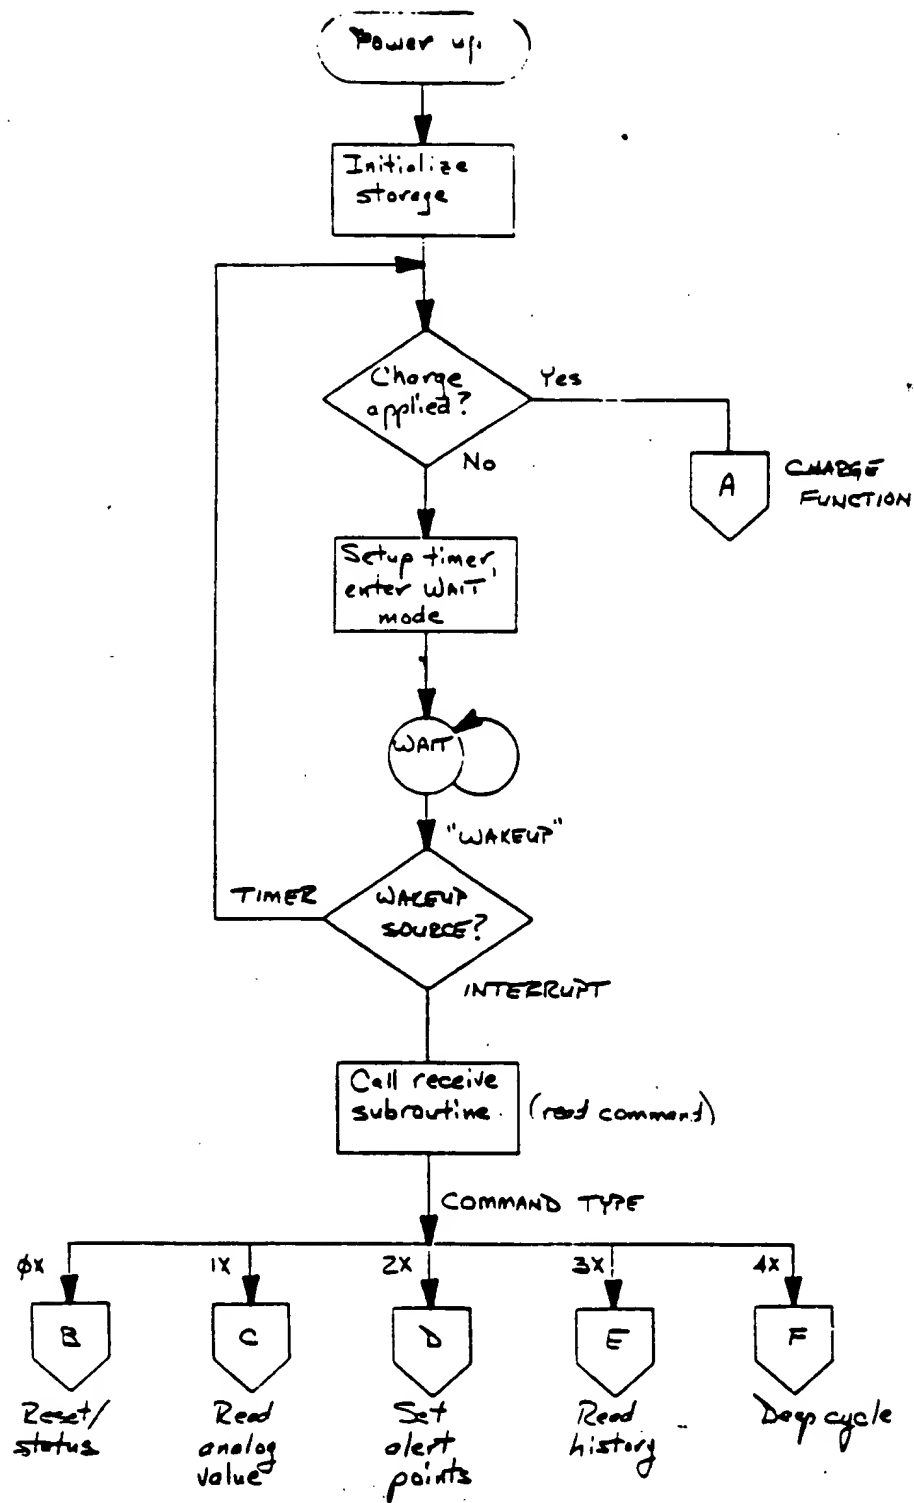 Power up
Initialize
storage
Charge
applied?
Yes
No
A
CHARGE
FUNCTION
Setup timer,
enter WAIT
mode
WAIT
"WAKEUP"
TIMER
WAKEUP
SOURCE?
INTERRUPT
Call receive
subroutine
(read command)
COMMAND TYPE
øx 1x 2x 3x 4x
B C D E F
Reset/
status
Read
analog
value
Set
alert
points
Read
history
Deep cycle